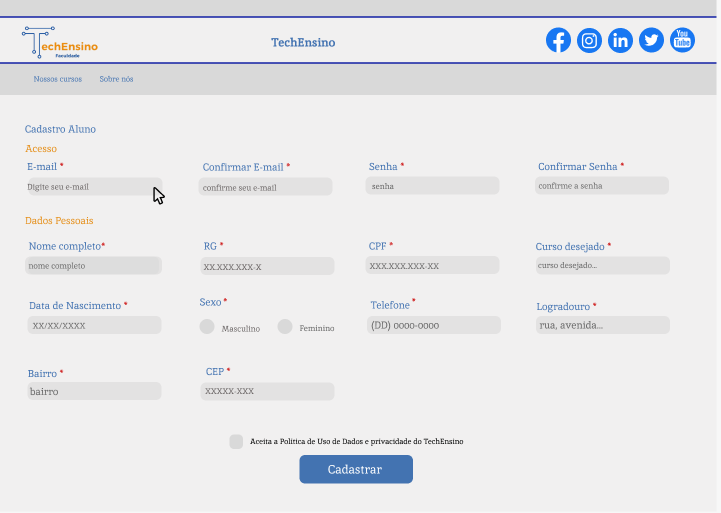 TechEnsino
Faculdade
TechEnsino
You
Tube
Nossos cursos Sobre nós
Cadastro Aluno
Acesso
E-mail * Confirmar E-mail * Senha * Confirmar Senha *
Digite seu e-mail confirme seu e-mail senha confirme a senha
Dados Pessoais
Nome completo* RG * CPF * Curso desejado *
nome completo XX.XXX.XXX-X XXX.XXX.XXX-XX curso desejado...
Data de Nascimento * Sexo * Telefone * Logradouro *
XX/XX/XXXX Masculino Feminino (DD) 0000-0000 rua, avenida...
Bairro * CEP *
bairro XXXXX-XXX
Aceita a Política de Uso de Dados e privacidade do TechEnsino
Cadastrar